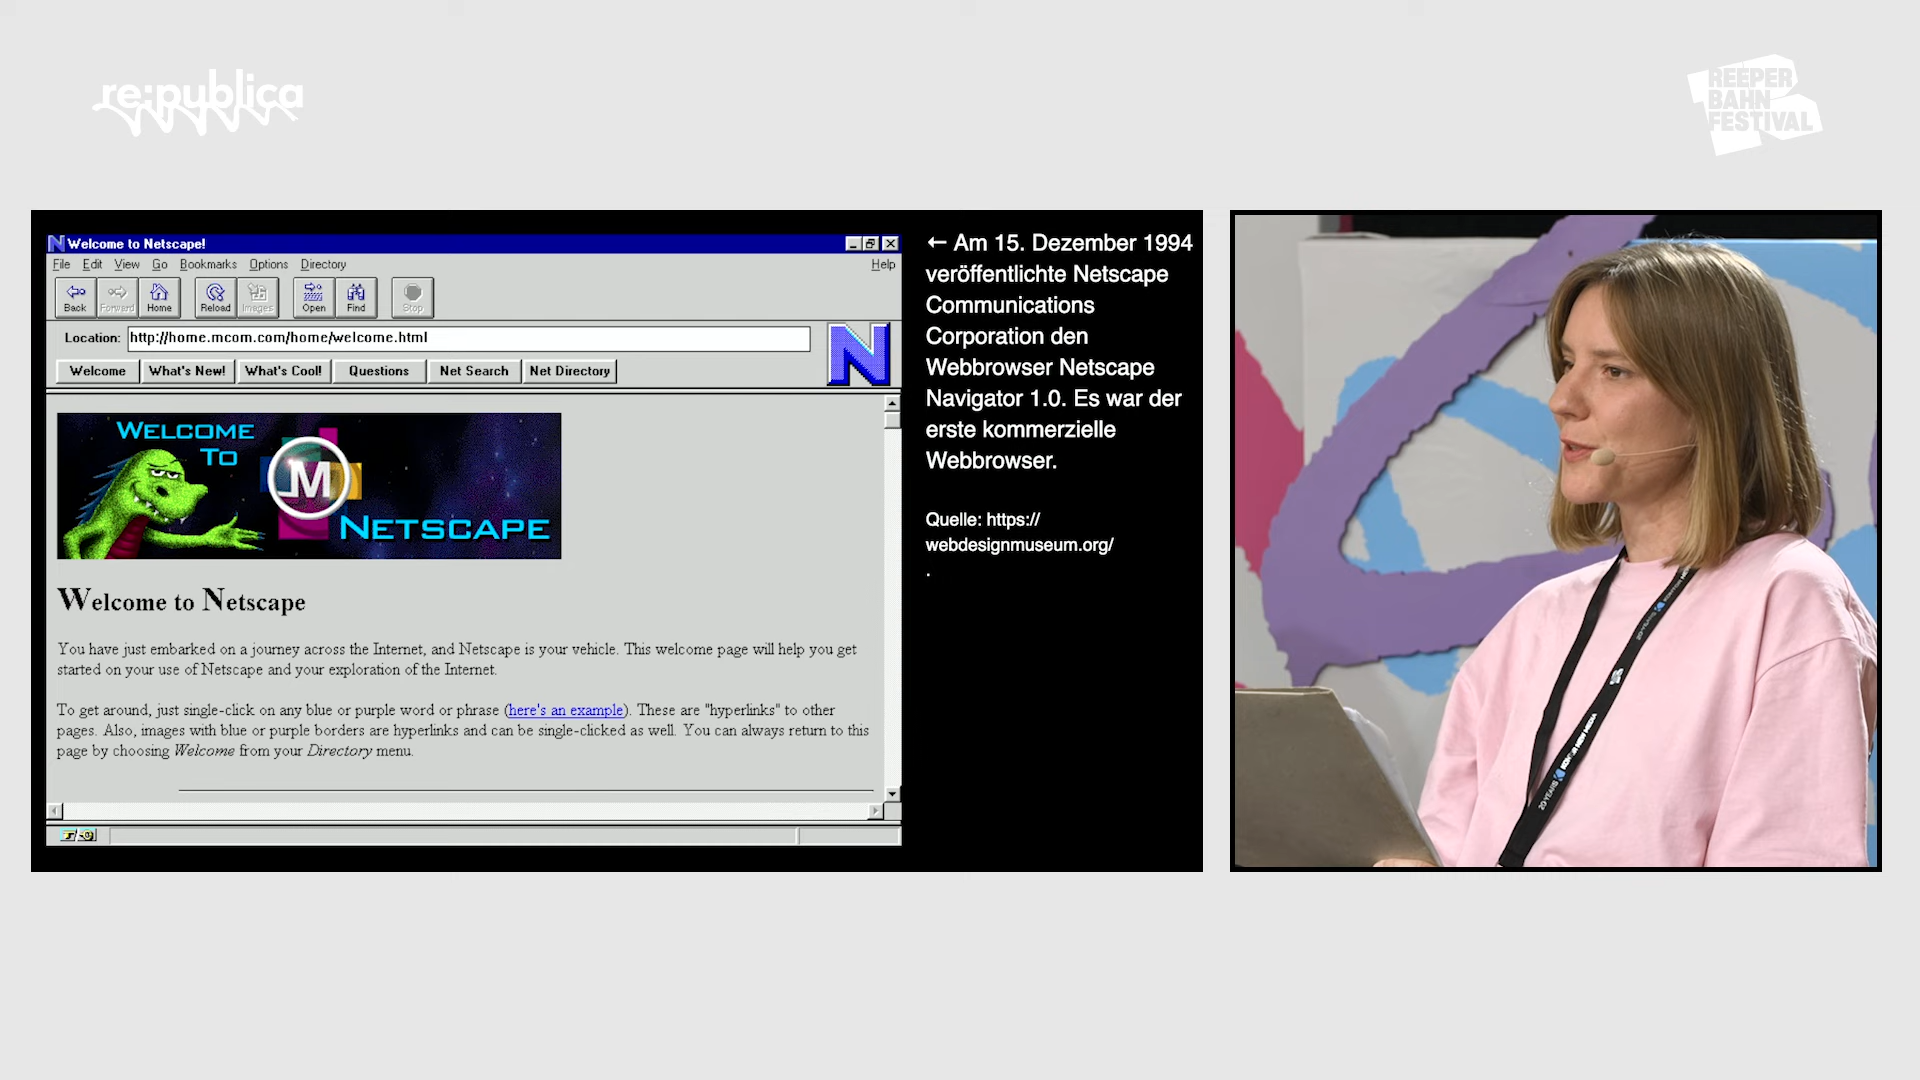 re:publica
REEPER
BAHN
FESTIVAL
Welcome to Netscape!
File Edit View Go Bookmarks Options Directory Help
Back Forward Home Reload Images Open Find Stop
Location: http://home.mcom.com/home/welcome.html
N
Welcome What's New! What's Cool! Questions Net Search Net Directory
WELCOME
TO
M
NETSCAPE
Welcome to Netscape
You have just embarked on a journey across the Internet, and Netscape is your vehicle. This welcome page will help you get
started on your use of Netscape and your exploration of the Internet.
To get around, just single-click on any blue or purple word or phrase (here's an example). These are "hyperlinks" to other
pages. Also, images with blue or purple borders are hyperlinks and can be single-clicked as well. You can always return to this
page by choosing Welcome from your Directory menu.
← Am 15. Dezember 1994
veröffentlichte Netscape
Communications
Corporation den
Webbrowser Netscape
Navigator 1.0. Es war der
erste kommerzielle
Webbrowser.
Quelle: https://
webdesignmuseum.org/
.
20 YEARS